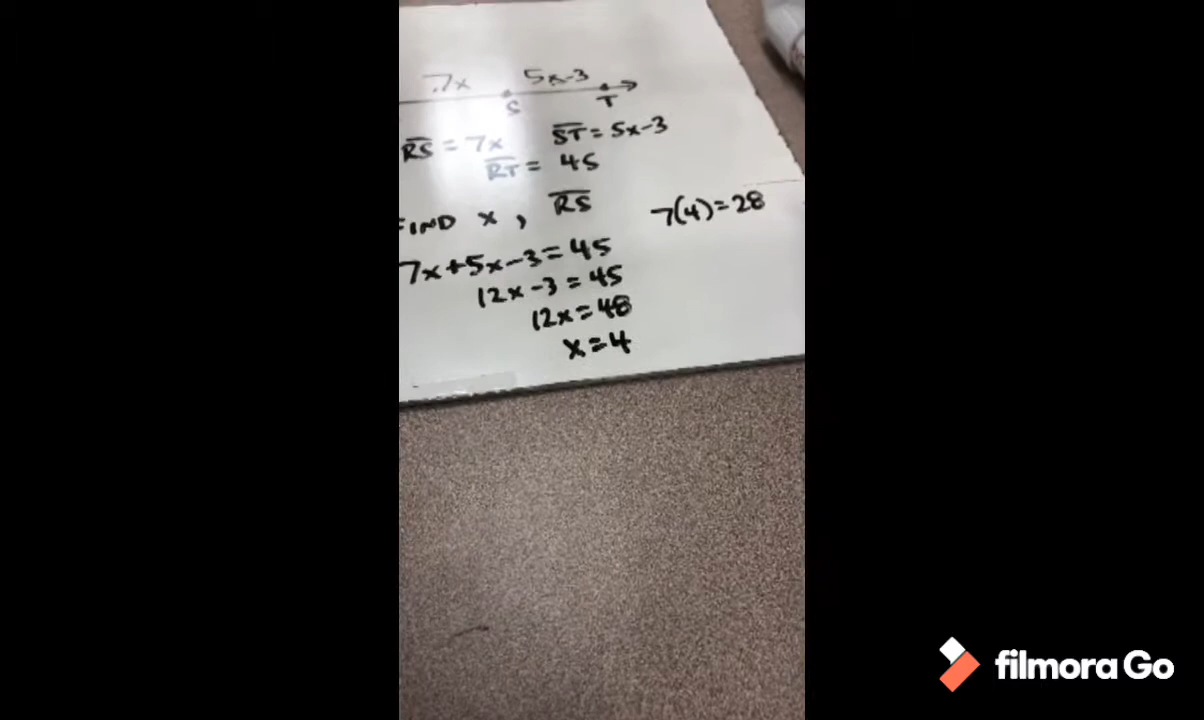 7x 5x-3
S T
RS = 7x ST = 5x-3
RT = 45
FIND x, RS
7(4)=28
7x+5x-3=45
12x-3=45
12x=48
x=4
filmora Go